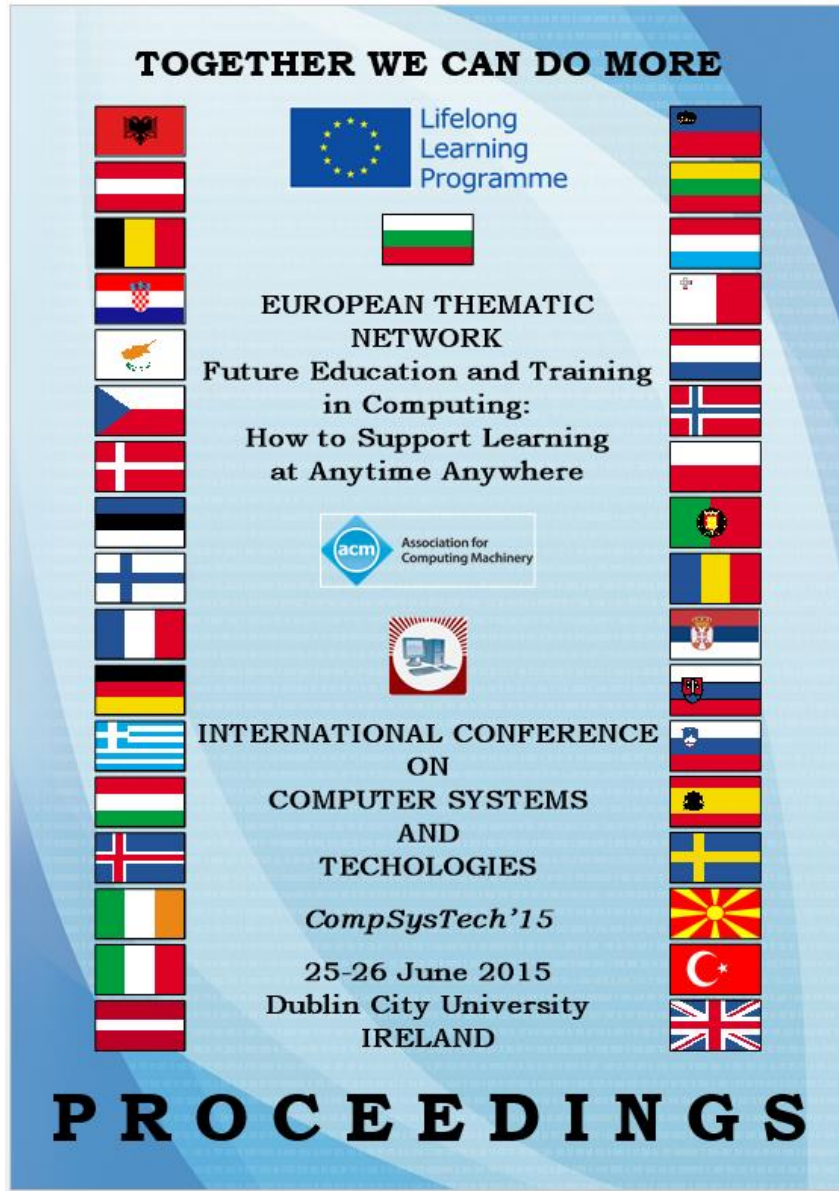 TOGETHER WE CAN DO MORE
Lifelong
Learning
Programme
EUROPEAN THEMATIC
NETWORK
Future Education and Training
in Computing:
How to Support Learning
at Anytime Anywhere
acm
Association for
Computing Machinery
INTERNATIONAL CONFERENCE
ON
COMPUTER SYSTEMS
AND
TECHOLOGIES
CompSysTech'15
25-26 June 2015
Dublin City University
IRELAND
PROCEEDINGS